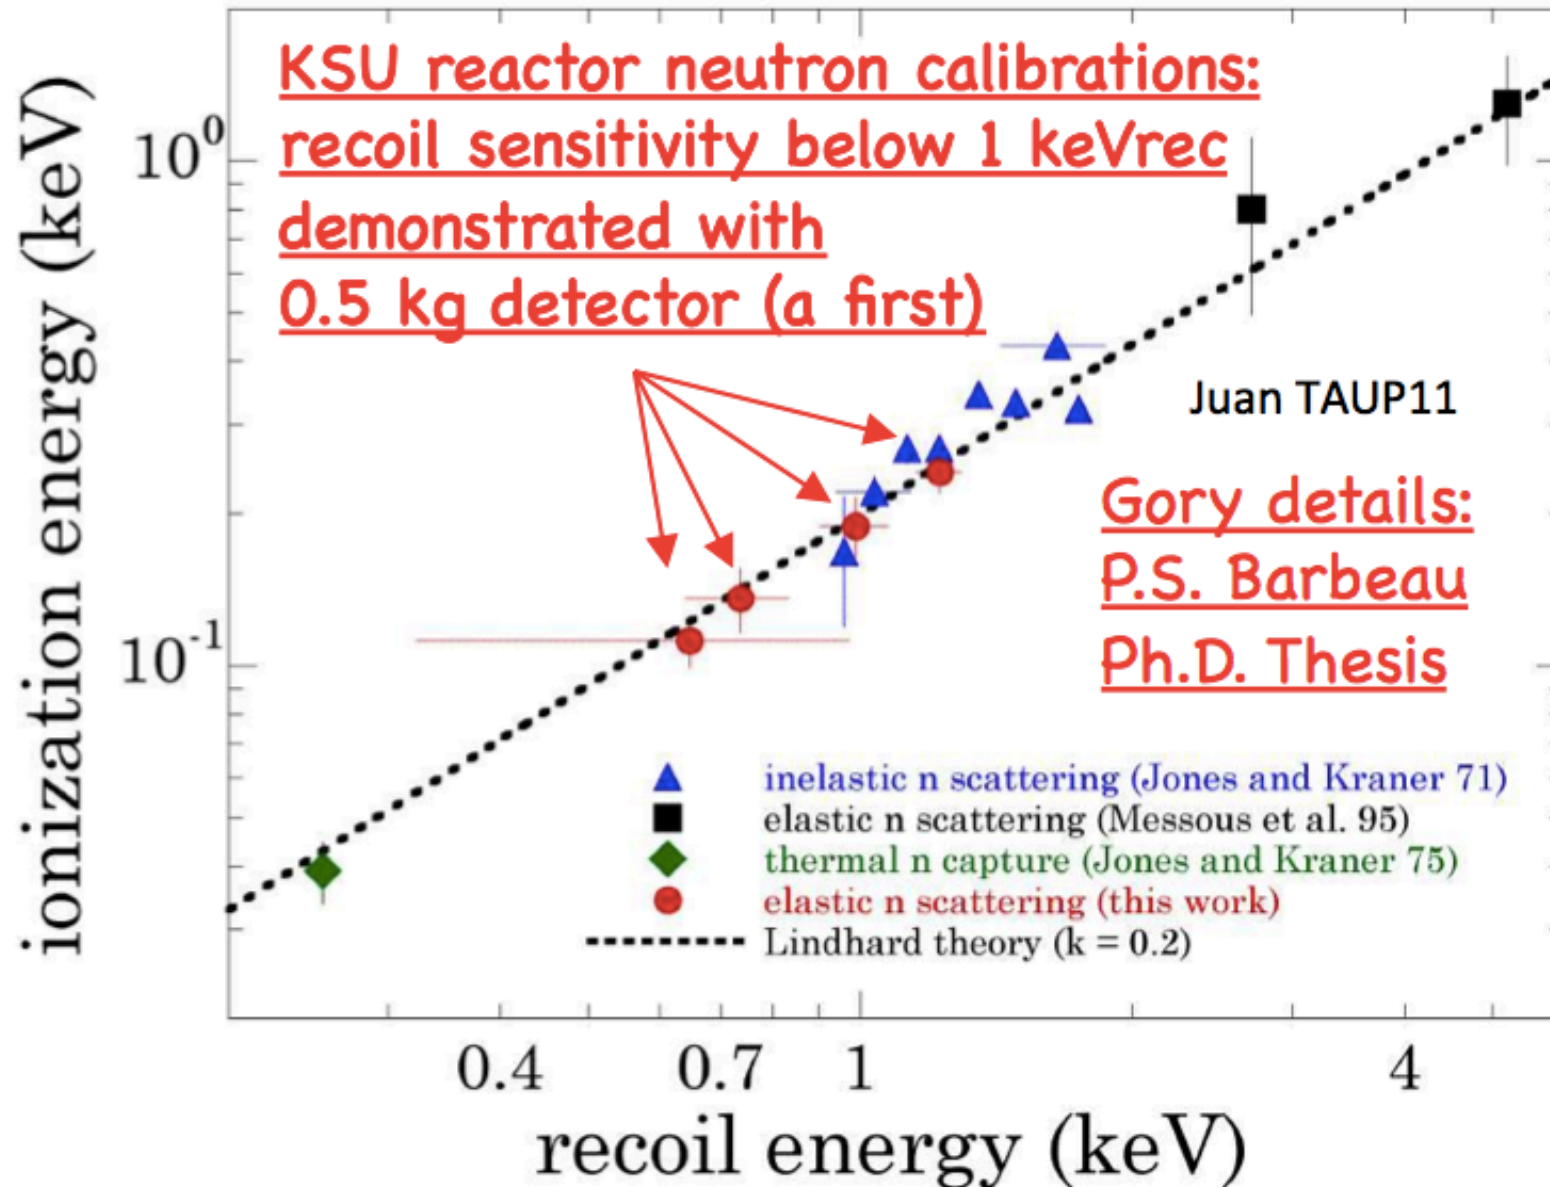 KSU reactor neutron calibrations:
recoil sensitivity below 1 keVrec
demonstrated with
0.5 kg detector (a first)
Juan TAUP11
Gory details:
P.S. Barbeau
Ph.D. Thesis
inelastic n scattering (Jones and Kraner 71)
elastic n scattering (Messous et al. 95)
thermal n capture (Jones and Kraner 75)
elastic n scattering (this work)
Lindhard theory (k = 0.2)
ionization energy (keV)
10⁰
10⁻¹
0.4 0.7 1 4
recoil energy (keV)